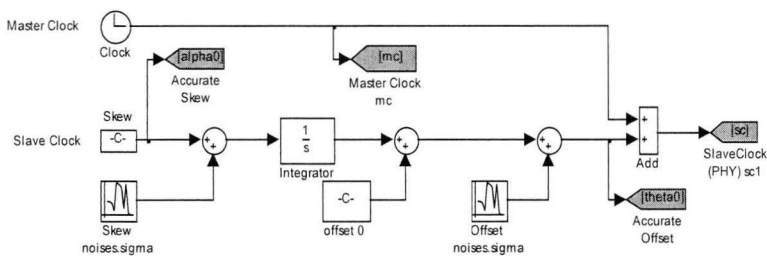 Master Clock
Clock
[alpha0]
Accurate
Skew
[mc]
Master Clock
mc
Skew
Slave Clock
-C-
+
+
1
s
Integrator
+
+
+
+
+
+
Add
[sc]
SlaveClock
(PHY) sc1
Skew
noises.sigma
-C-
offset 0
Offset
noises.sigma
[theta0]
Accurate
Offset